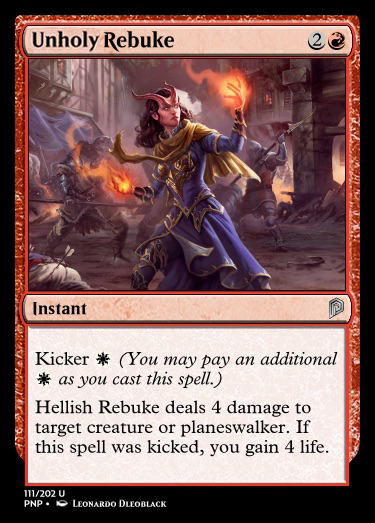 Unholy Rebuke 2
Instant
Kicker (You may pay an additional
as you cast this spell.)
Hellish Rebuke deals 4 damage to
target creature or planeswalker. If
this spell was kicked, you gain 4 life.
111/202 U
PNP • Leonardo Dleoblack